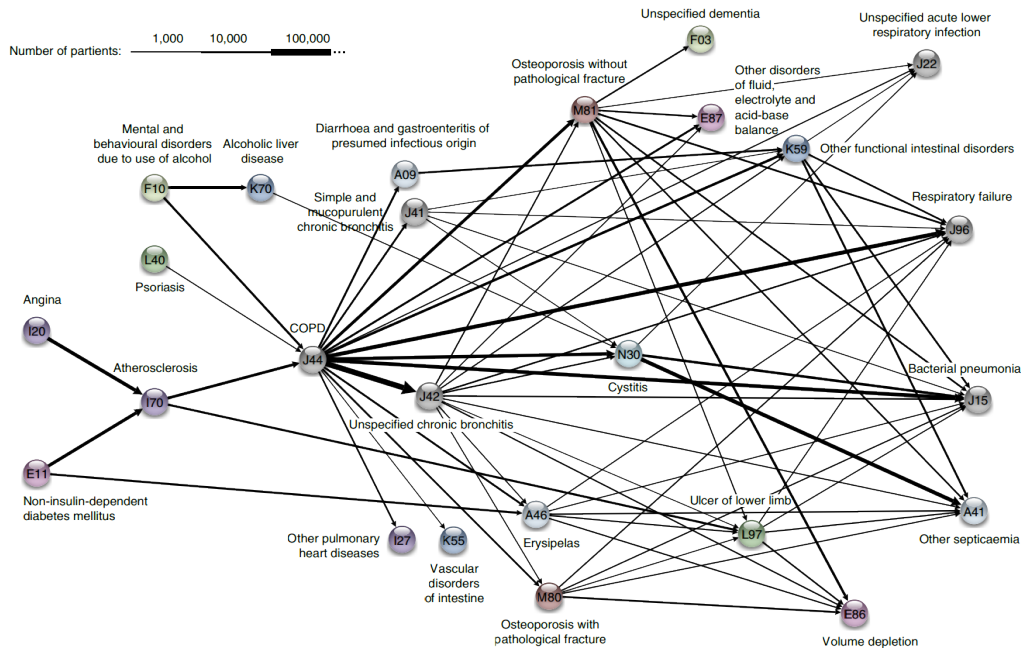 Number of partients:
1,000
10,000
100,000
Unspecified dementia
F03
Unspecified acute lower
respiratory infection
J22
Osteoporosis without
pathological fracture
M81
Other disorders
of fluid,
electrolyte and
acid-base
balance
E87
Mental and
behavioural disorders
due to use of alcohol
F10
Alcoholic liver
disease
K70
Diarrhoea and gastroenteritis of
presumed infectious origin
A09
K59
Other functional intestinal disorders
Simple and
mucopurulent
chronic bronchitis
J41
Respiratory failure
J96
L40
Psoriasis
Angina
I20
COPD
J44
N30
Cystitis
Atherosclerosis
I70
J42
Unspecified chronic bronchitis
Bacterial pneumonia
J15
E11
Non-insulin-dependent
diabetes mellitus
Other pulmonary
heart diseases
I27
K55
Vascular
disorders
of intestine
A46
Erysipelas
Ulcer of lower limb
L97
A41
Other septicaemia
M80
Osteoporosis with
pathological fracture
E86
Volume depletion